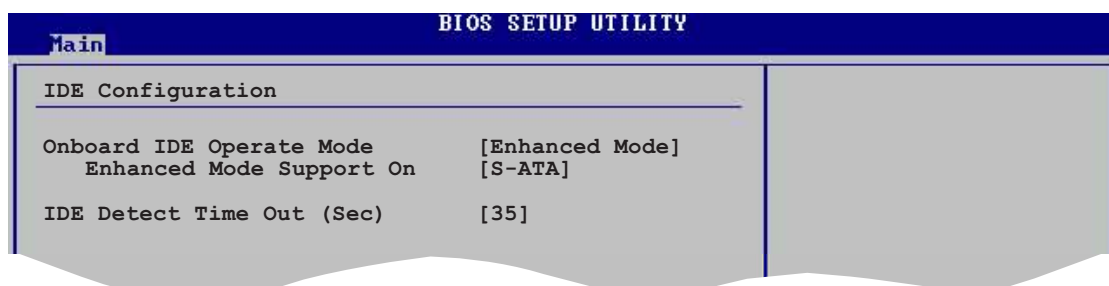 BIOS SETUP UTILITY
Main
IDE Configuration
Onboard IDE Operate Mode [Enhanced Mode]
Enhanced Mode Support On [S-ATA]
IDE Detect Time Out (Sec) [35]